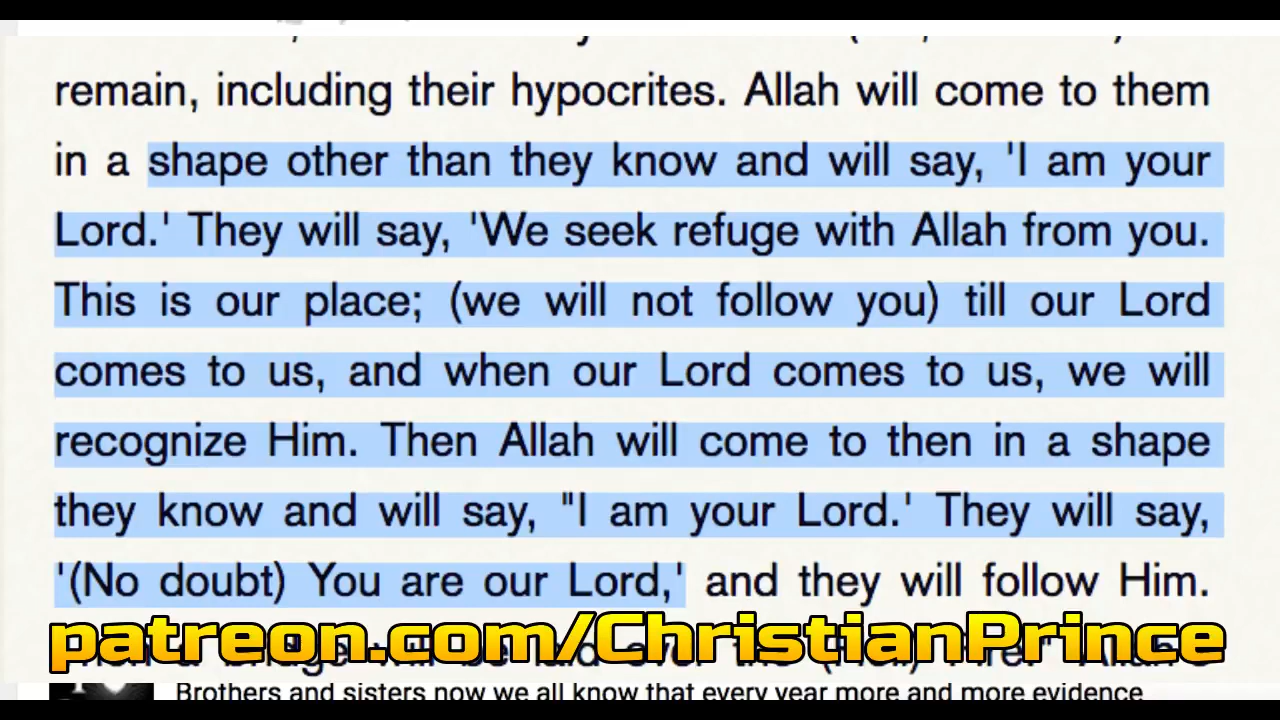 remain, including their hypocrites. Allah will come to them
in a shape other than they know and will say, 'I am your
Lord.' They will say, 'We seek refuge with Allah from you.
This is our place; (we will not follow you) till our Lord
comes to us, and when our Lord comes to us, we will
recognize Him. Then Allah will come to then in a shape
they know and will say, "I am your Lord.' They will say,
'(No doubt) You are our Lord,' and they will follow Him.
patreon.com/ChristianPrince
Brothers and sisters now we all know that every year more and more evidence